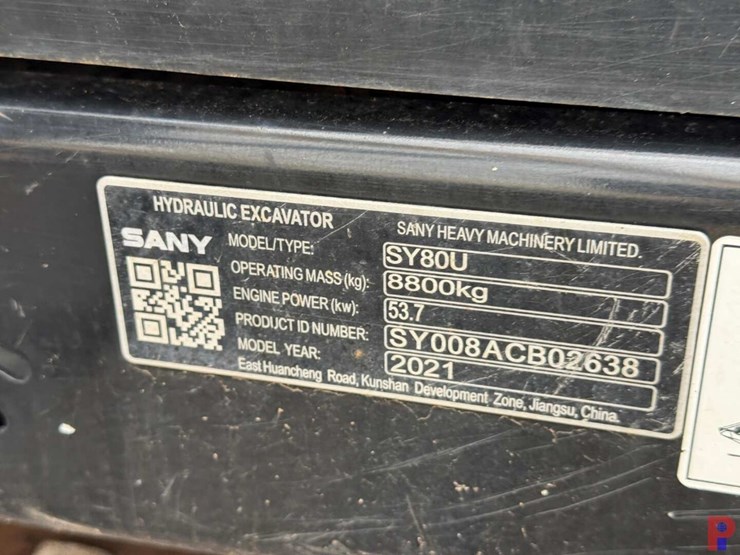 HYDRAULIC EXCAVATOR
SANY HEAVY MACHINERY LIMITED.
SANY
MODEL/TYPE: SY80U
OPERATING MASS (kg): 8800kg
ENGINE POWER (kw): 53.7
PRODUCT ID NUMBER: SY008ACB02638
MODEL YEAR: 2021
East Huancheng Road, Kunshan Development Zone, Jiangsu, China